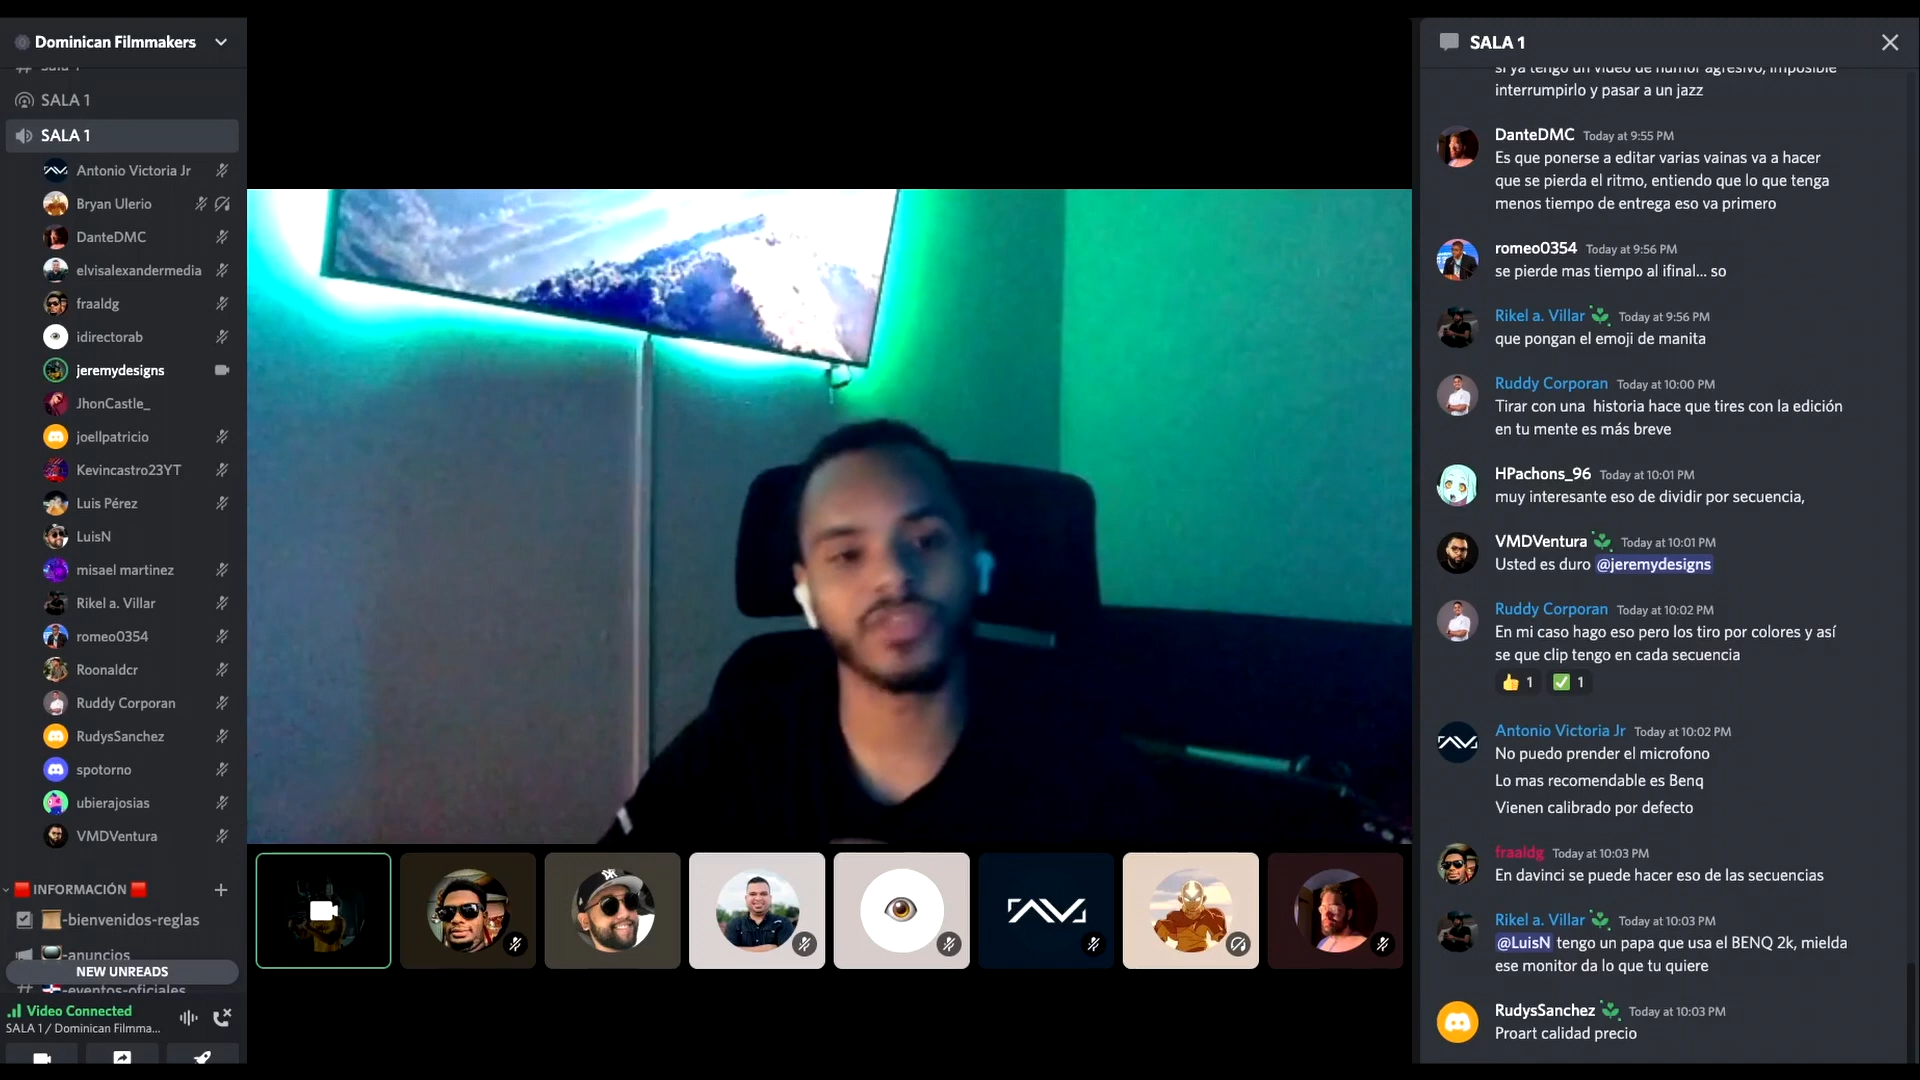 Dominican Filmmakers
Sala 1
SALA 1
SALA 1
Antonio Victoria Jr
Bryan Ulerio
DanteDMC
elvisalexandermedia
fraaldg
idirectorab
jeremydesigns
JhonCastle_
joellpatricio
Kevincastro23YT
Luis Pérez
LuisN
misael martinez
Rikel a. Villar
romeo0354
Roonaldcr
Ruddy Corporan
RudysSanchez
spotorno
ubierajosias
VMDVentura
INFORMACIÓN
-bienvenidos-reglas
-anuncios
NEW UNREADS
-eventos-oficiales
Video Connected
SALA 1 / Dominican Filmma...
SALA 1
si ya tengo un video de humor agresivo, imposible
interrumpirlo y pasar a un jazz
DanteDMC Today at 9:55 PM
Es que ponerse a editar varias vainas va a hacer
que se pierda el ritmo, entiendo que lo que tenga
menos tiempo de entrega eso va primero
romeo0354 Today at 9:56 PM
se pierde mas tiempo al ifinal... so
Rikel a. Villar Today at 9:56 PM
que pongan el emoji de manita
Ruddy Corporan Today at 10:00 PM
Tirar con una historia hace que tires con la edición
en tu mente es más breve
HPachons_96 Today at 10:01 PM
muy interesante eso de dividir por secuencia,
VMDVentura Today at 10:01 PM
Usted es duro @jeremydesigns
Ruddy Corporan Today at 10:02 PM
En mi caso hago eso pero los tiro por colores y así
se que clip tengo en cada secuencia
👍 1 ✅ 1
Antonio Victoria Jr Today at 10:02 PM
No puedo prender el microfono
Lo mas recomendable es Benq
Vienen calibrado por defecto
fraaldg Today at 10:03 PM
En davinci se puede hacer eso de las secuencias
Rikel a. Villar Today at 10:03 PM
@LuisN tengo un papa que usa el BENQ 2k, mielda
ese monitor da lo que tu quiere
RudysSanchez Today at 10:03 PM
Proart calidad precio